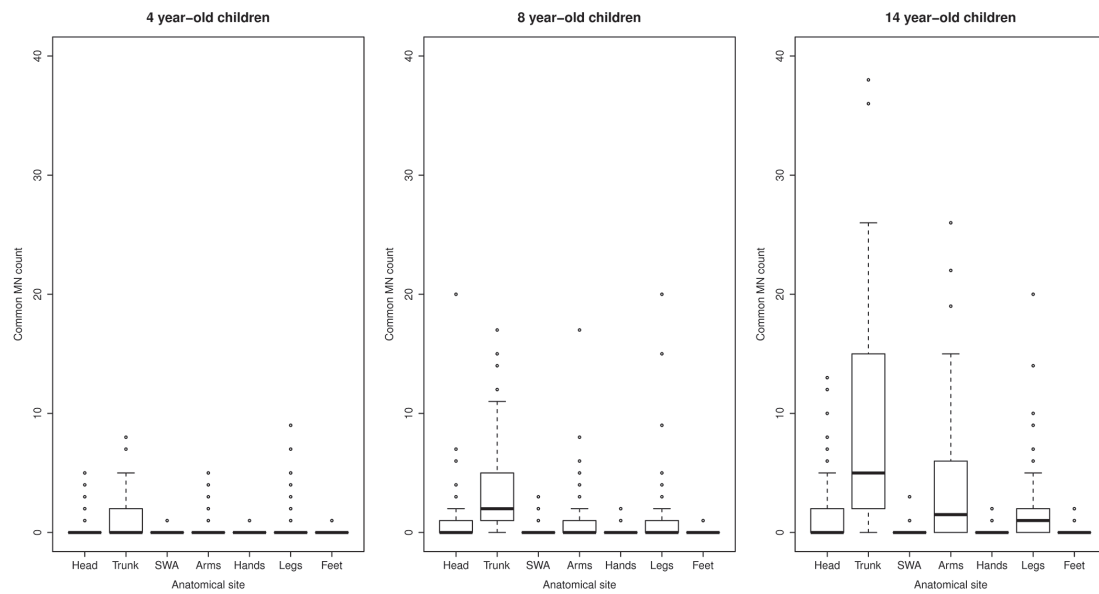 4 year-old children
8 year-old children
14 year-old children
Common MN count
40
30
20
10
0
Head Trunk SWA Arms Hands Legs Feet
Anatomical site
Common MN count
40
30
20
10
0
Head Trunk SWA Arms Hands Legs Feet
Anatomical site
Common MN count
40
30
20
10
0
Head Trunk SWA Arms Hands Legs Feet
Anatomical site